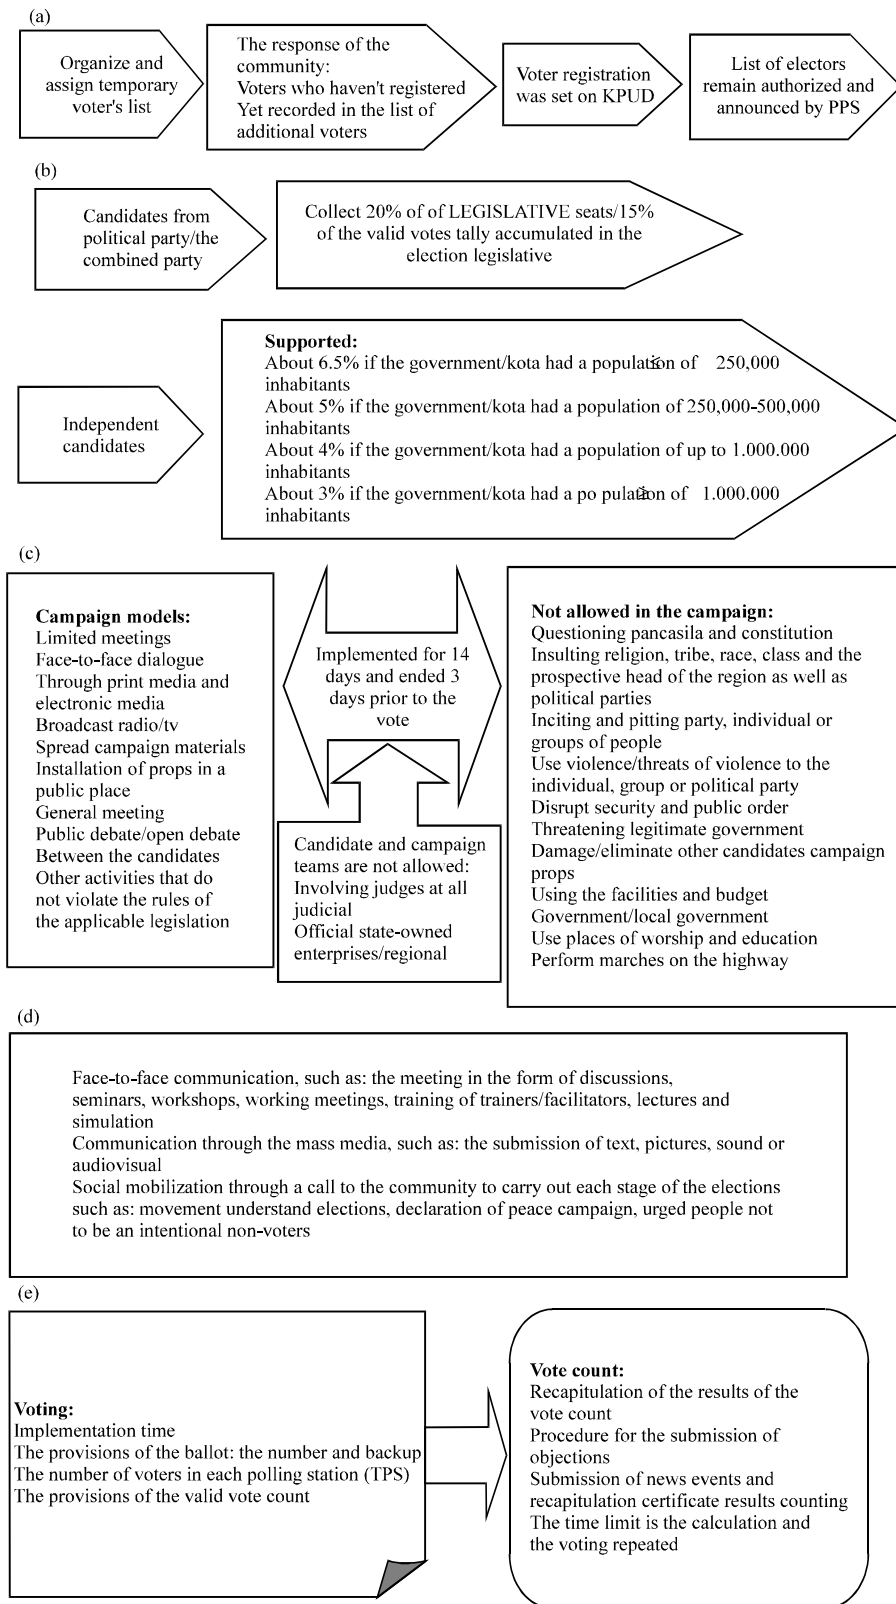 (a)
Organize and
assign temporary
voter's list
The response of the
community:
Voters who haven't registered
Yet recorded in the list of
additional voters
Voter registration
was set on KPUD
List of electors
remain authorized and
announced by PPS
(b)
Candidates from
political party/the
combined party
Collect 20% of of LEGISLATIVE seats/15%
of the valid votes tally accumulated in the
election legislative
Independent
candidates
Supported:
About 6.5% if the government/kota had a population of ≤ 250,000
inhabitants
About 5% if the government/kota had a population of 250,000-500,000
inhabitants
About 4% if the government/kota had a population of up to 1.000.000
inhabitants
About 3% if the government/kota had a po pulation of ≥ 1.000.000
inhabitants
(c)
Campaign models:
Limited meetings
Face-to-face dialogue
Through print media and
electronic media
Broadcast radio/tv
Spread campaign materials
Installation of props in a
public place
General meeting
Public debate/open debate
Between the candidates
Other activities that do
not violate the rules of
the applicable legislation
Implemented for 14
days and ended 3
days prior to the
vote
Candidate and campaign
teams are not allowed:
Involving judges at all
judicial
Official state-owned
enterprises/regional
Not allowed in the campaign:
Questioning pancasila and constitution
Insulting religion, tribe, race, class and the
prospective head of the region as well as
political parties
Inciting and pitting party, individual or
groups of people
Use violence/threats of violence to the
individual, group or political party
Disrupt security and public order
Threatening legitimate government
Damage/eliminate other candidates campaign
props
Using the facilities and budget
Government/local government
Use places of worship and education
Perform marches on the highway
(d)
Face-to-face communication, such as: the meeting in the form of discussions,
seminars, workshops, working meetings, training of trainers/facilitators, lectures and
simulation
Communication through the mass media, such as: the submission of text, pictures, sound or
audiovisual
Social mobilization through a call to the community to carry out each stage of the elections
such as: movement understand elections, declaration of peace campaign, urged people not
to be an intentional non-voters
(e)
Voting:
Implementation time
The provisions of the ballot: the number and backup
The number of voters in each polling station (TPS)
The provisions of the valid vote count
Vote count:
Recapitulation of the results of the
vote count
Procedure for the submission of
objections
Submission of news events and
recapitulation certificate results counting
The time limit is the calculation and
the voting repeated